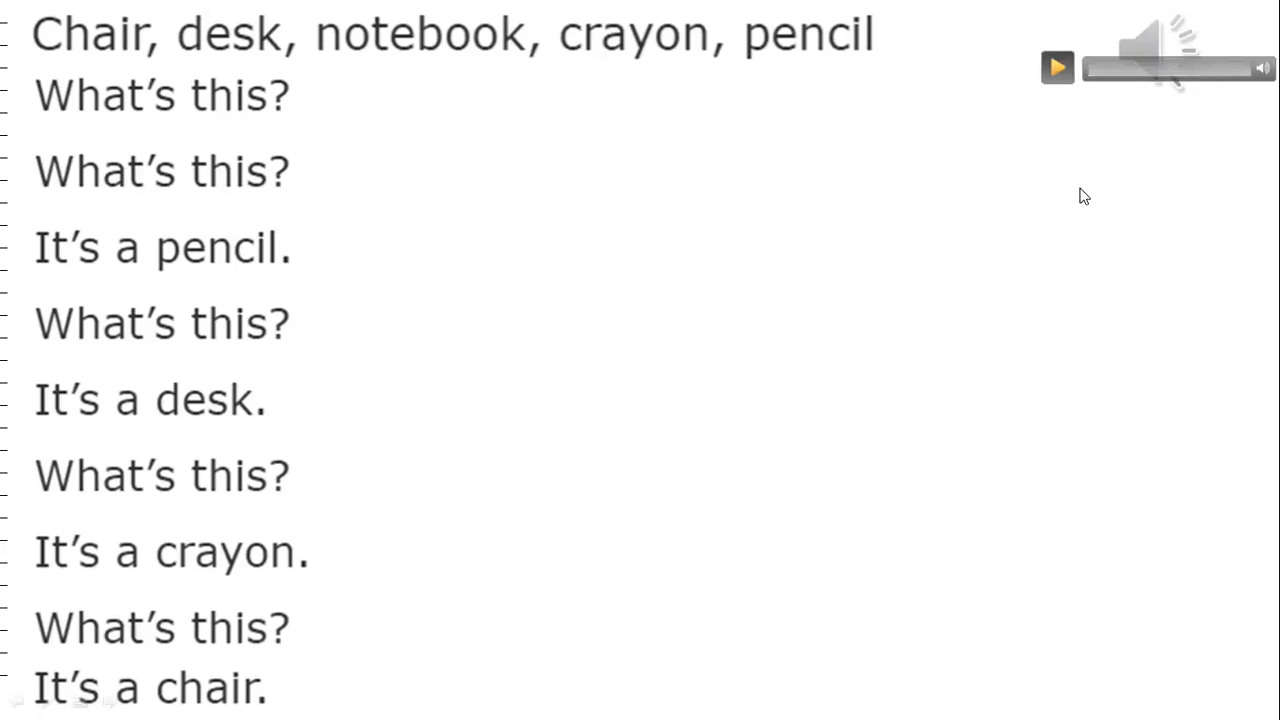 Chair, desk, notebook, crayon, pencil
What’s this?
What’s this?
It’s a pencil.
What’s this?
It’s a desk.
What’s this?
It’s a crayon.
What’s this?
It’s a chair.